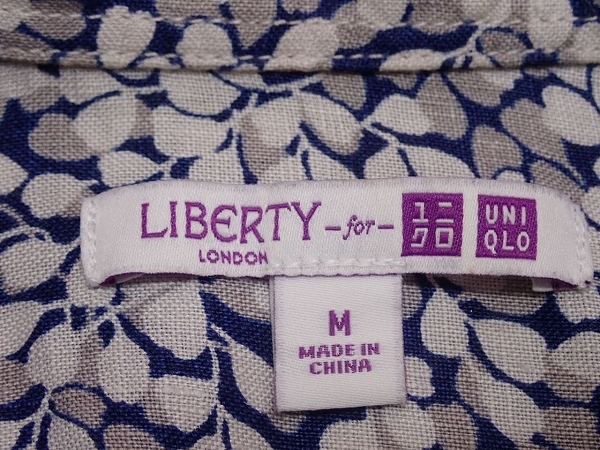 LIBERTY -for- ユニ UNI
LONDON クロ QLO
M
MADE IN
CHINA